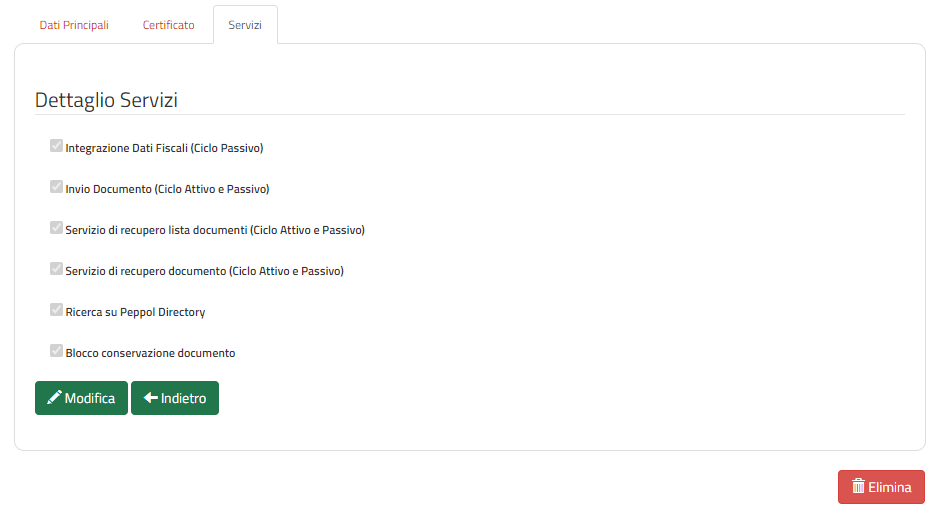 Dati Principali Certificato Servizi
Dettaglio Servizi
Integrazione Dati Fiscali (Ciclo Passivo)
Invio Documento (Ciclo Attivo e Passivo)
Servizio di recupero lista documenti (Ciclo Attivo e Passivo)
Servizio di recupero documento (Ciclo Attivo e Passivo)
Ricerca su Peppol Directory
Blocco conservazione documento
Modifica Indietro
Elimina